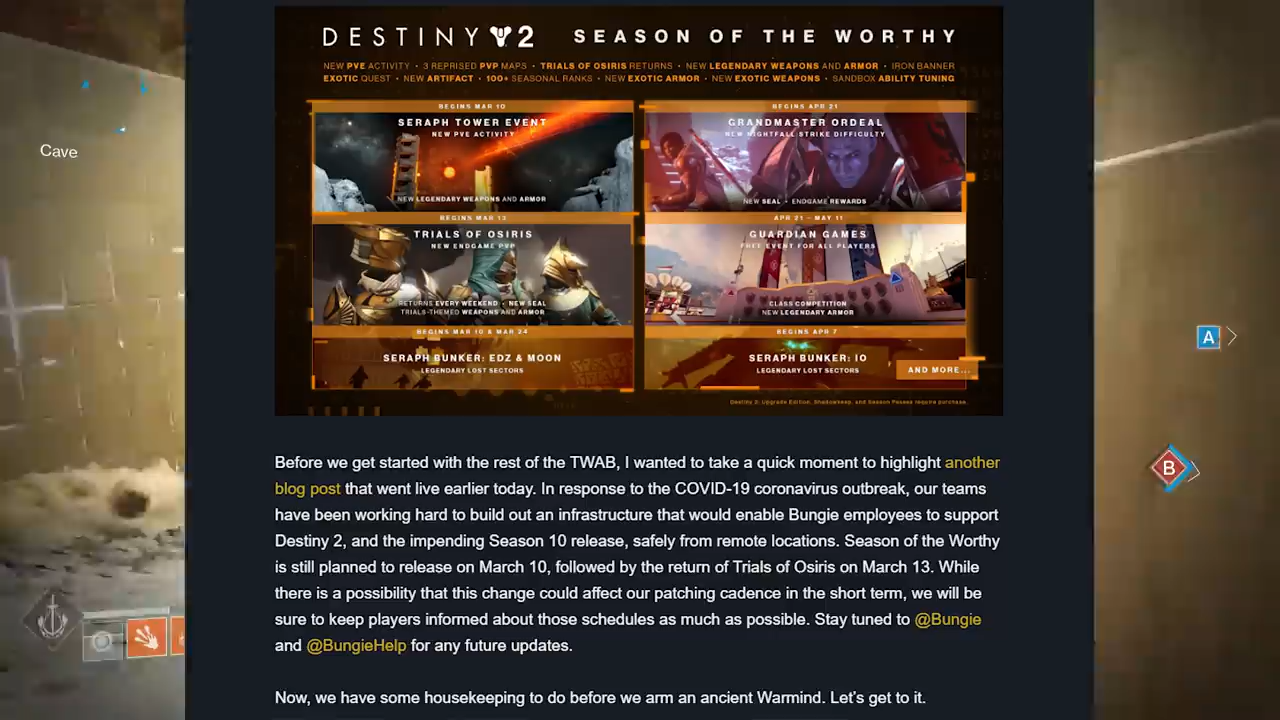 DESTINY 2 SEASON OF THE WORTHY
NEW PVE ACTIVITY • 3 REPRISED PVP MAPS • TRIALS OF OSIRIS RETURNS • NEW LEGENDARY WEAPONS AND ARMOR • IRON BANNER
EXOTIC QUEST • NEW ARTIFACT • 100+ SEASONAL RANKS • NEW EXOTIC ARMOR • NEW EXOTIC WEAPONS • SANDBOX ABILITY TUNING
BEGINS MAR 10
SERAPH TOWER EVENT
NEW PVE ACTIVITY
NEW LEGENDARY WEAPONS AND ARMOR
BEGINS APR 21
GRANDMASTER ORDEAL
NEW NIGHTFALL STRIKE DIFFICULTY
NEW SEAL • ENDGAME REWARDS
BEGINS MAR 13
TRIALS OF OSIRIS
NEW ENDGAME PVP
RETURNS EVERY WEEKEND • NEW SEAL
TRIALS-THEMED WEAPONS AND ARMOR
APR 21 – MAY 11
GUARDIAN GAMES
FREE EVENT FOR ALL PLAYERS
CLASS COMPETITION
NEW LEGENDARY ARMOR
BEGINS MAR 10 & MAR 24
SERAPH BUNKER: EDZ & MOON
LEGENDARY LOST SECTORS
BEGINS APR 7
SERAPH BUNKER: IO
LEGENDARY LOST SECTORS
AND MORE...
Destiny 2: Upgrade Edition, Shadowkeep, and Season Passes require purchase.
Cave
A
B
Before we get started with the rest of the TWAB, I wanted to take a quick moment to highlight another
blog post that went live earlier today. In response to the COVID-19 coronavirus outbreak, our teams
have been working hard to build out an infrastructure that would enable Bungie employees to support
Destiny 2, and the impending Season 10 release, safely from remote locations. Season of the Worthy
is still planned to release on March 10, followed by the return of Trials of Osiris on March 13. While
there is a possibility that this change could affect our patching cadence in the short term, we will be
sure to keep players informed about those schedules as much as possible. Stay tuned to @Bungie
and @BungieHelp for any future updates.
Now, we have some housekeeping to do before we arm an ancient Warmind. Let's get to it.